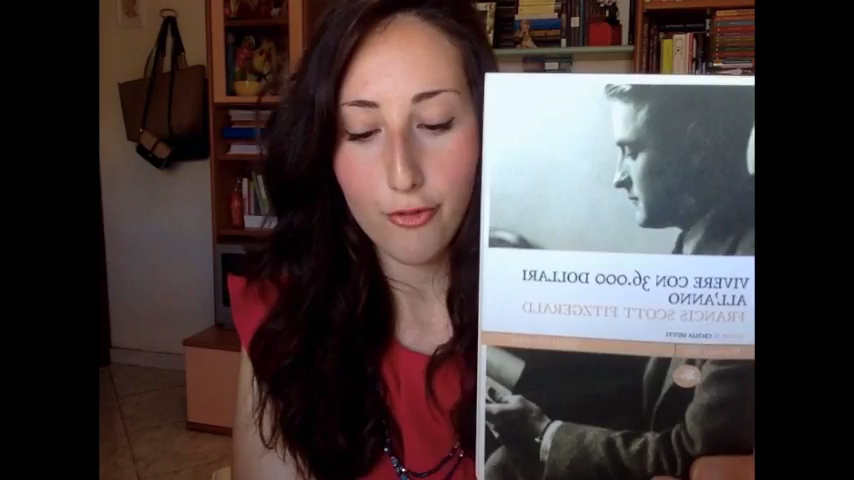 VIVERE CON 36.000 DOLLARI
ALL'ANNO
FRANCIS SCOTT FITZGERALD